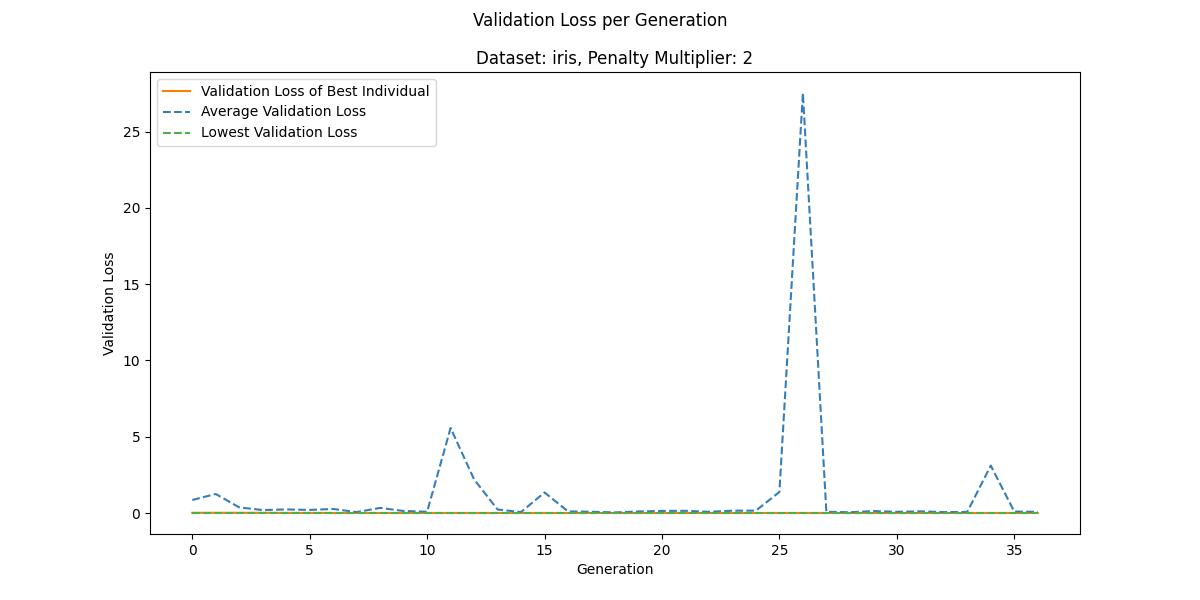 Validation Loss per Generation
Dataset: iris, Penalty Multiplier: 2
Validation Loss of Best Individual
Average Validation Loss
Lowest Validation Loss
25
20
15
10
5
0
Validation Loss
0 5 10 15 20 25 30 35
Generation